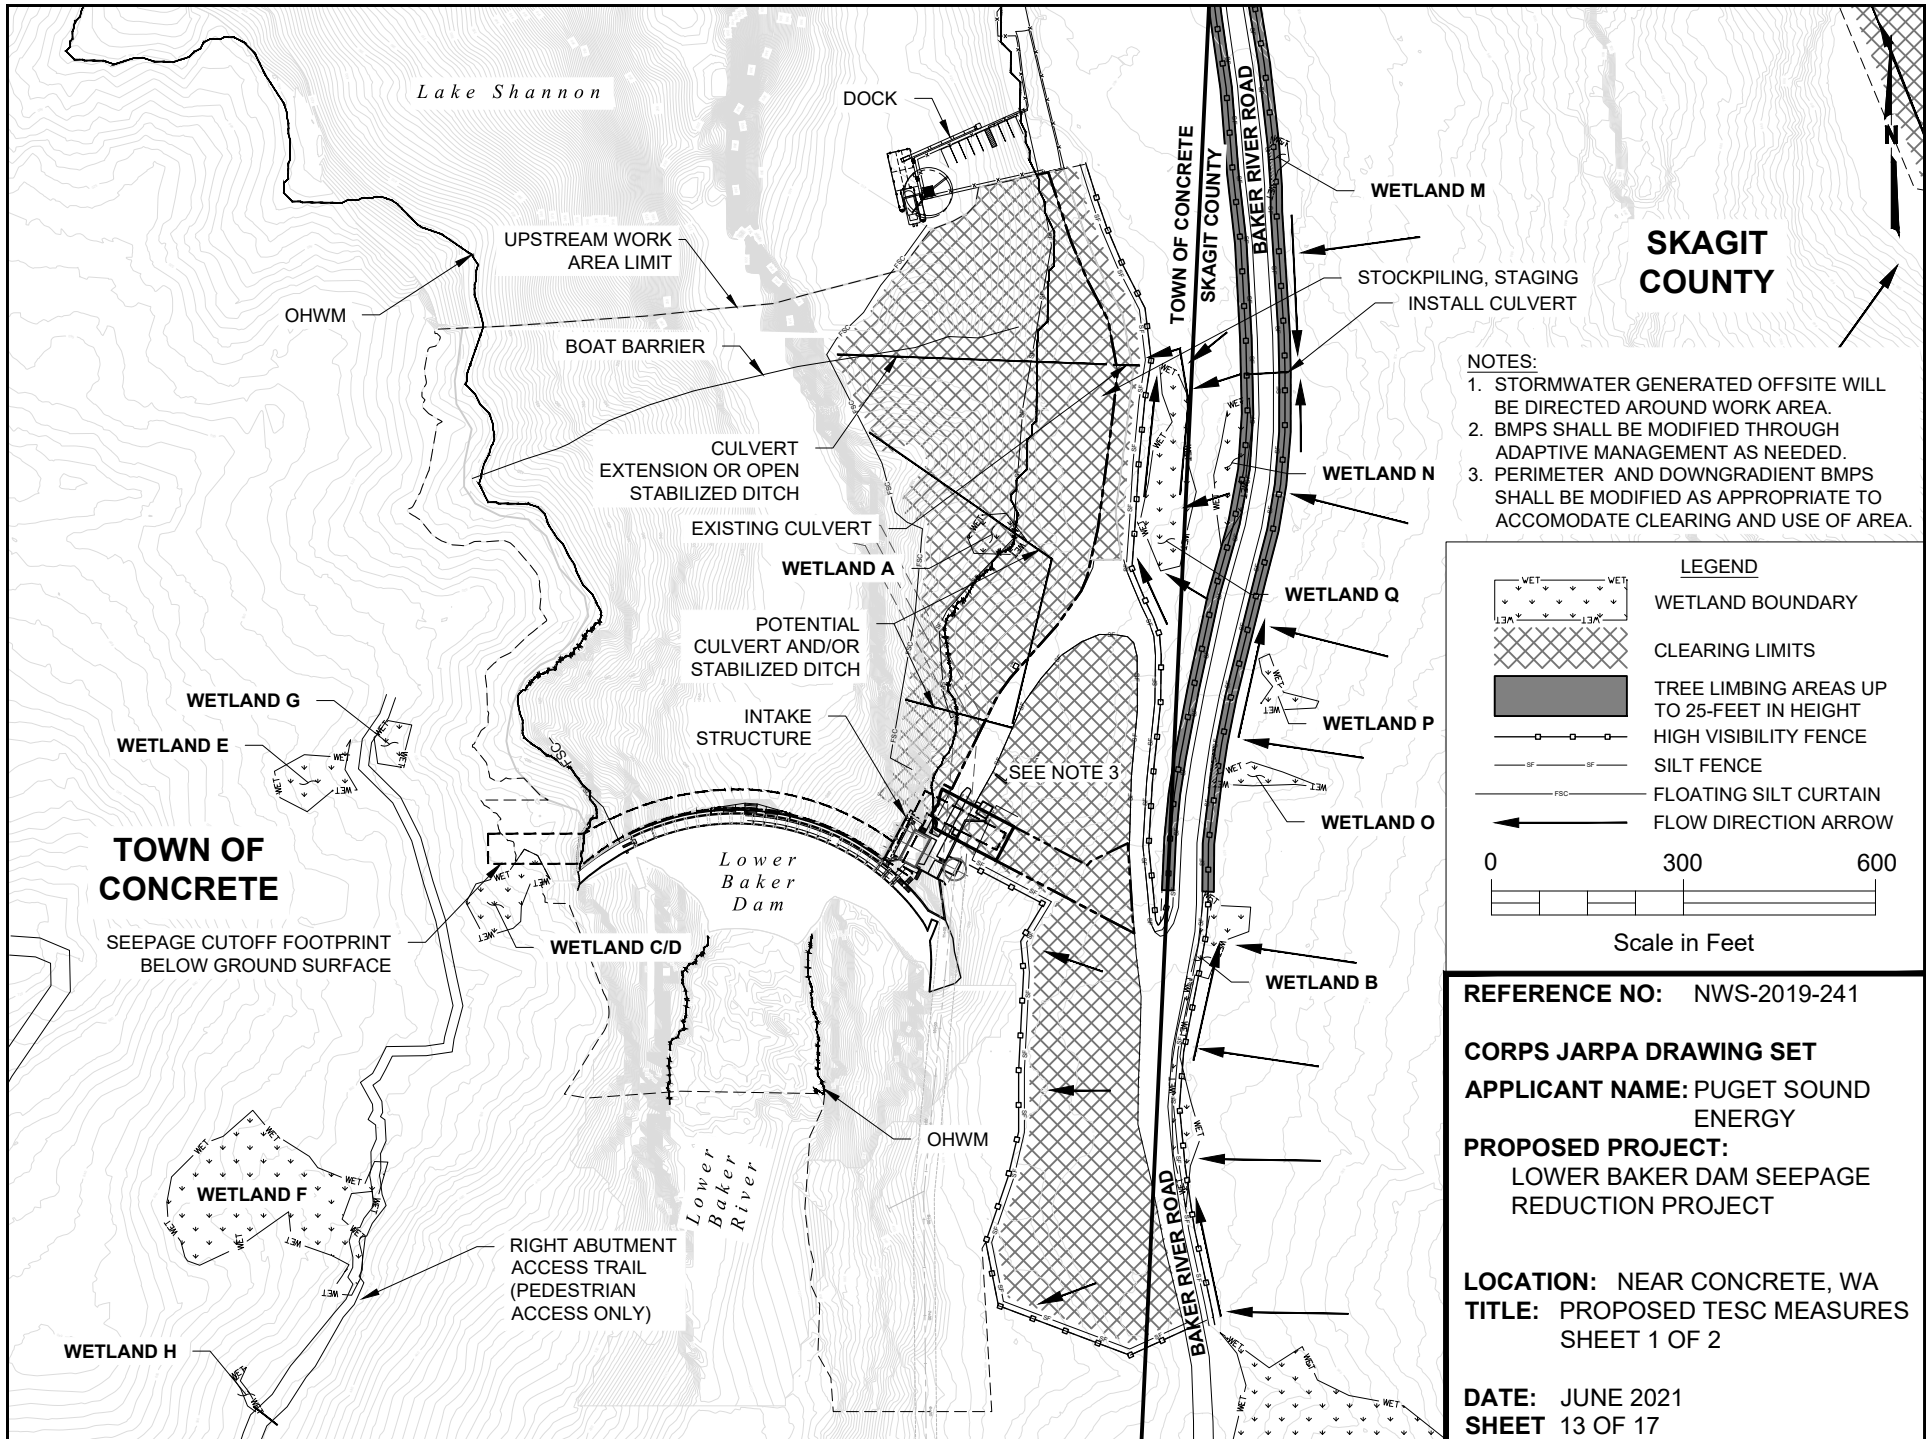 Lake Shannon
DOCK
UPSTREAM WORK
AREA LIMIT
OHWM
BOAT BARRIER
CULVERT
EXTENSION OR OPEN
STABILIZED DITCH
EXISTING CULVERT
WETLAND A
POTENTIAL
CULVERT AND/OR
STABILIZED DITCH
INTAKE
STRUCTURE
WETLAND G
WETLAND E
TOWN OF
CONCRETE
SEEPAGE CUTOFF FOOTPRINT
BELOW GROUND SURFACE
WETLAND C/D
Lower
Baker
Dam
SEE NOTE 3
OHWM
Lower
Baker
River
WETLAND F
RIGHT ABUTMENT
ACCESS TRAIL
(PEDESTRIAN
ACCESS ONLY)
WETLAND H
TOWN OF CONCRETE
SKAGIT COUNTY
BAKER RIVER ROAD
WETLAND M
STOCKPILING, STAGING
INSTALL CULVERT
WETLAND N
WETLAND Q
WETLAND P
WETLAND O
WETLAND B
BAKER RIVER ROAD
N
SKAGIT
COUNTY
NOTES:
1. STORMWATER GENERATED OFFSITE WILL
BE DIRECTED AROUND WORK AREA.
2. BMPS SHALL BE MODIFIED THROUGH
ADAPTIVE MANAGEMENT AS NEEDED.
3. PERIMETER AND DOWNGRADIENT BMPS
SHALL BE MODIFIED AS APPROPRIATE TO
ACCOMODATE CLEARING AND USE OF AREA.
LEGEND
WET WET
WET WET
WETLAND BOUNDARY
CLEARING LIMITS
TREE LIMBING AREAS UP
TO 25-FEET IN HEIGHT
HIGH VISIBILITY FENCE
SF SF SILT FENCE
FSC FLOATING SILT CURTAIN
FLOW DIRECTION ARROW
0 300 600
Scale in Feet
REFERENCE NO: NWS-2019-241
CORPS JARPA DRAWING SET
APPLICANT NAME: PUGET SOUND
ENERGY
PROPOSED PROJECT:
LOWER BAKER DAM SEEPAGE
REDUCTION PROJECT
LOCATION: NEAR CONCRETE, WA
TITLE: PROPOSED TESC MEASURES
SHEET 1 OF 2
DATE: JUNE 2021
SHEET 13 OF 17